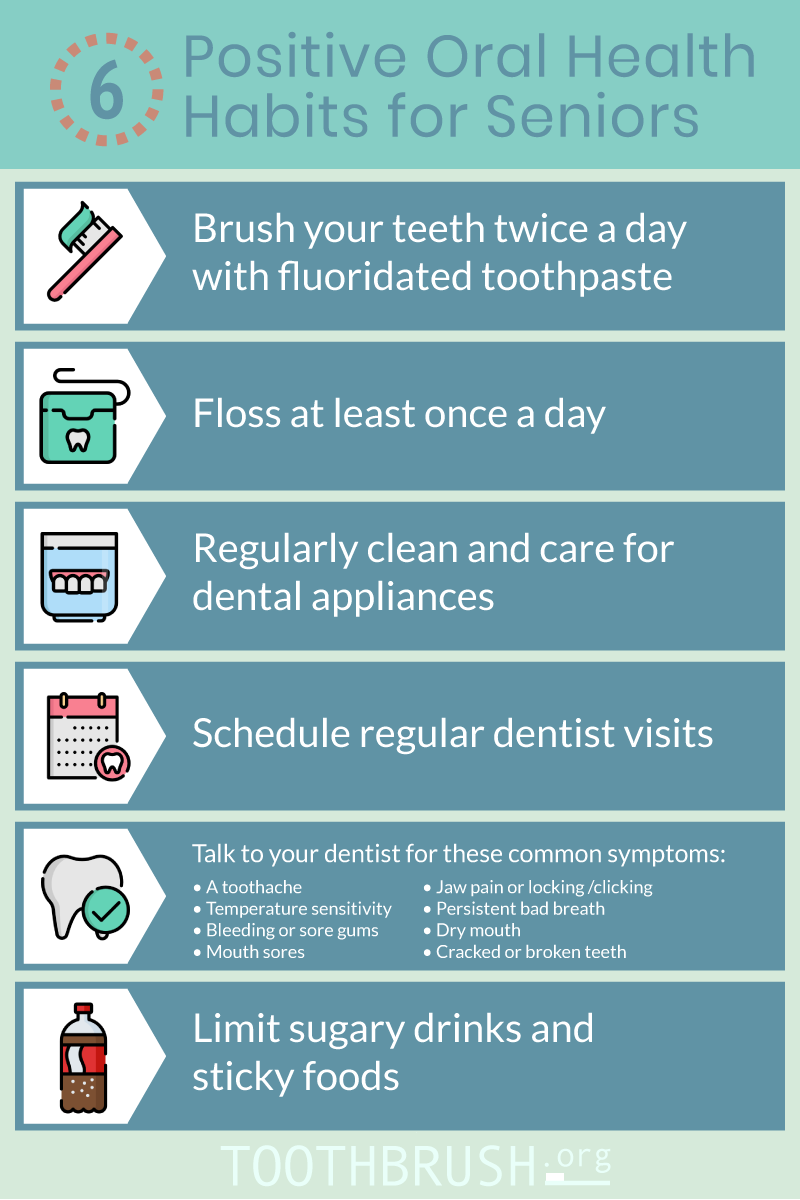 6
Positive Oral Health
Habits for Seniors
Brush your teeth twice a day
with fluoridated toothpaste
Floss at least once a day
Regularly clean and care for
dental appliances
Schedule regular dentist visits
Talk to your dentist for these common symptoms:
• A toothache
• Temperature sensitivity
• Bleeding or sore gums
• Mouth sores
• Jaw pain or locking /clicking
• Persistent bad breath
• Dry mouth
• Cracked or broken teeth
Limit sugary drinks and
sticky foods
TOOTHBRUSH.org